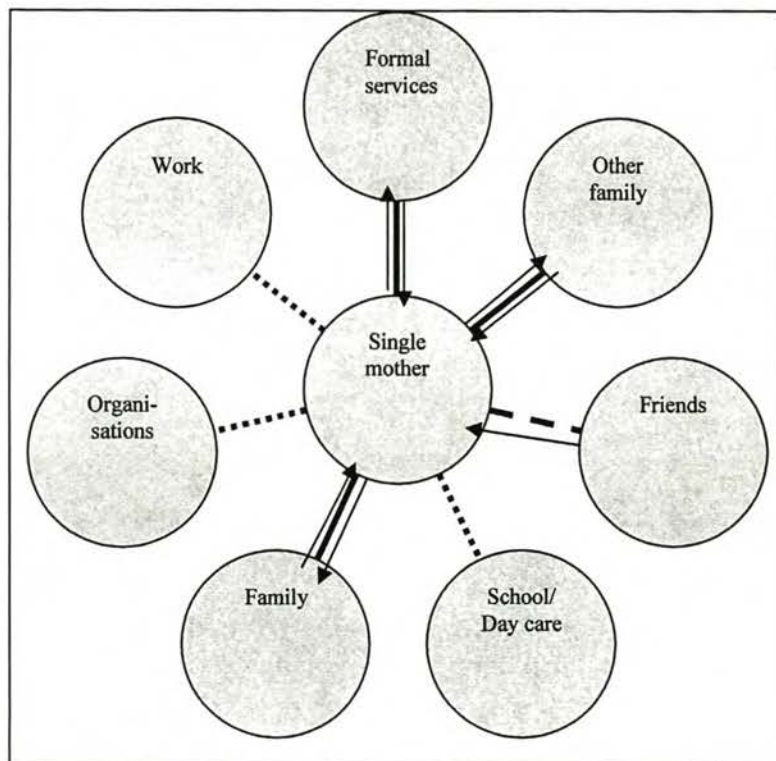 Formal
services
Work
Other
family
Single
mother
Organi-
sations
Friends
Family
School/
Day care